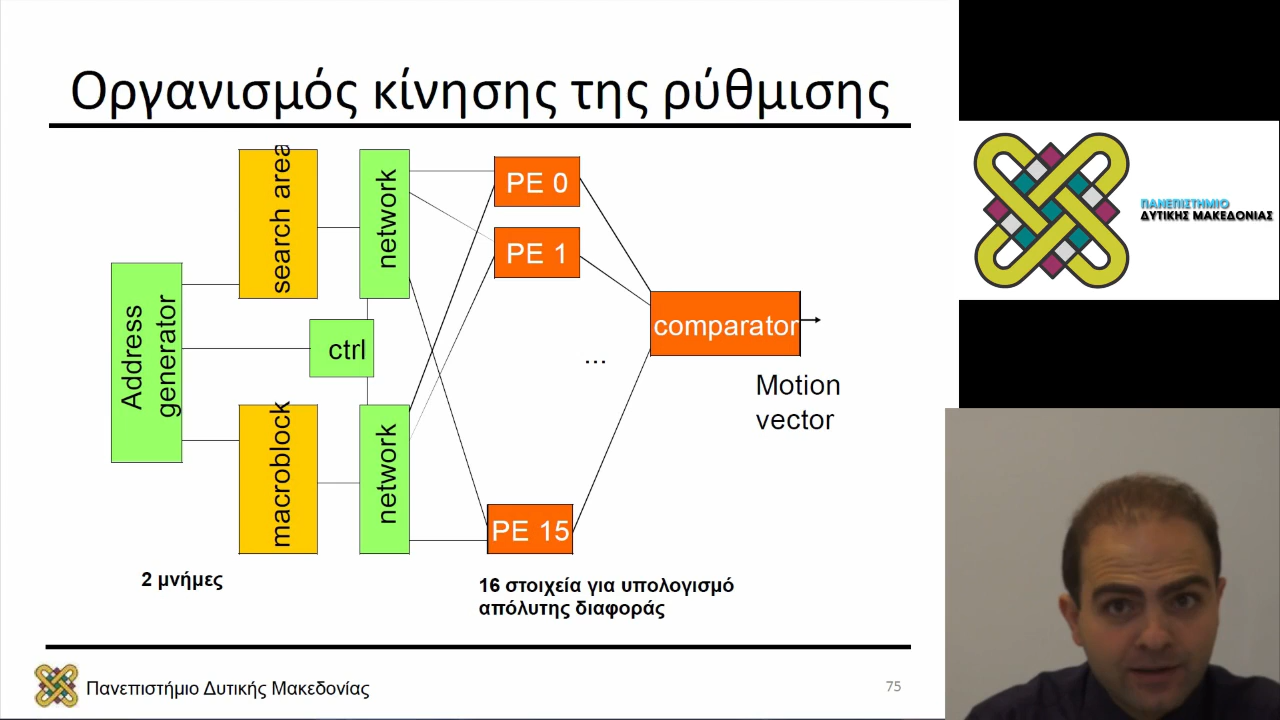 Οργανισμός κίνησης της ρύθμισης
search area
network
PE 0
PE 1
Address
generator
ctrl
comparator
...
Motion
vector
macroblock
network
PE 15
2 μνήμες
16 στοιχεία για υπολογισμό
απόλυτης διαφοράς
Πανεπιστήμιο Δυτικής Μακεδονίας
75
ΠΑΝΕΠΙΣΤΗΜΙΟ
ΔΥΤΙΚΗΣ ΜΑΚΕΔΟΝΙΑΣ